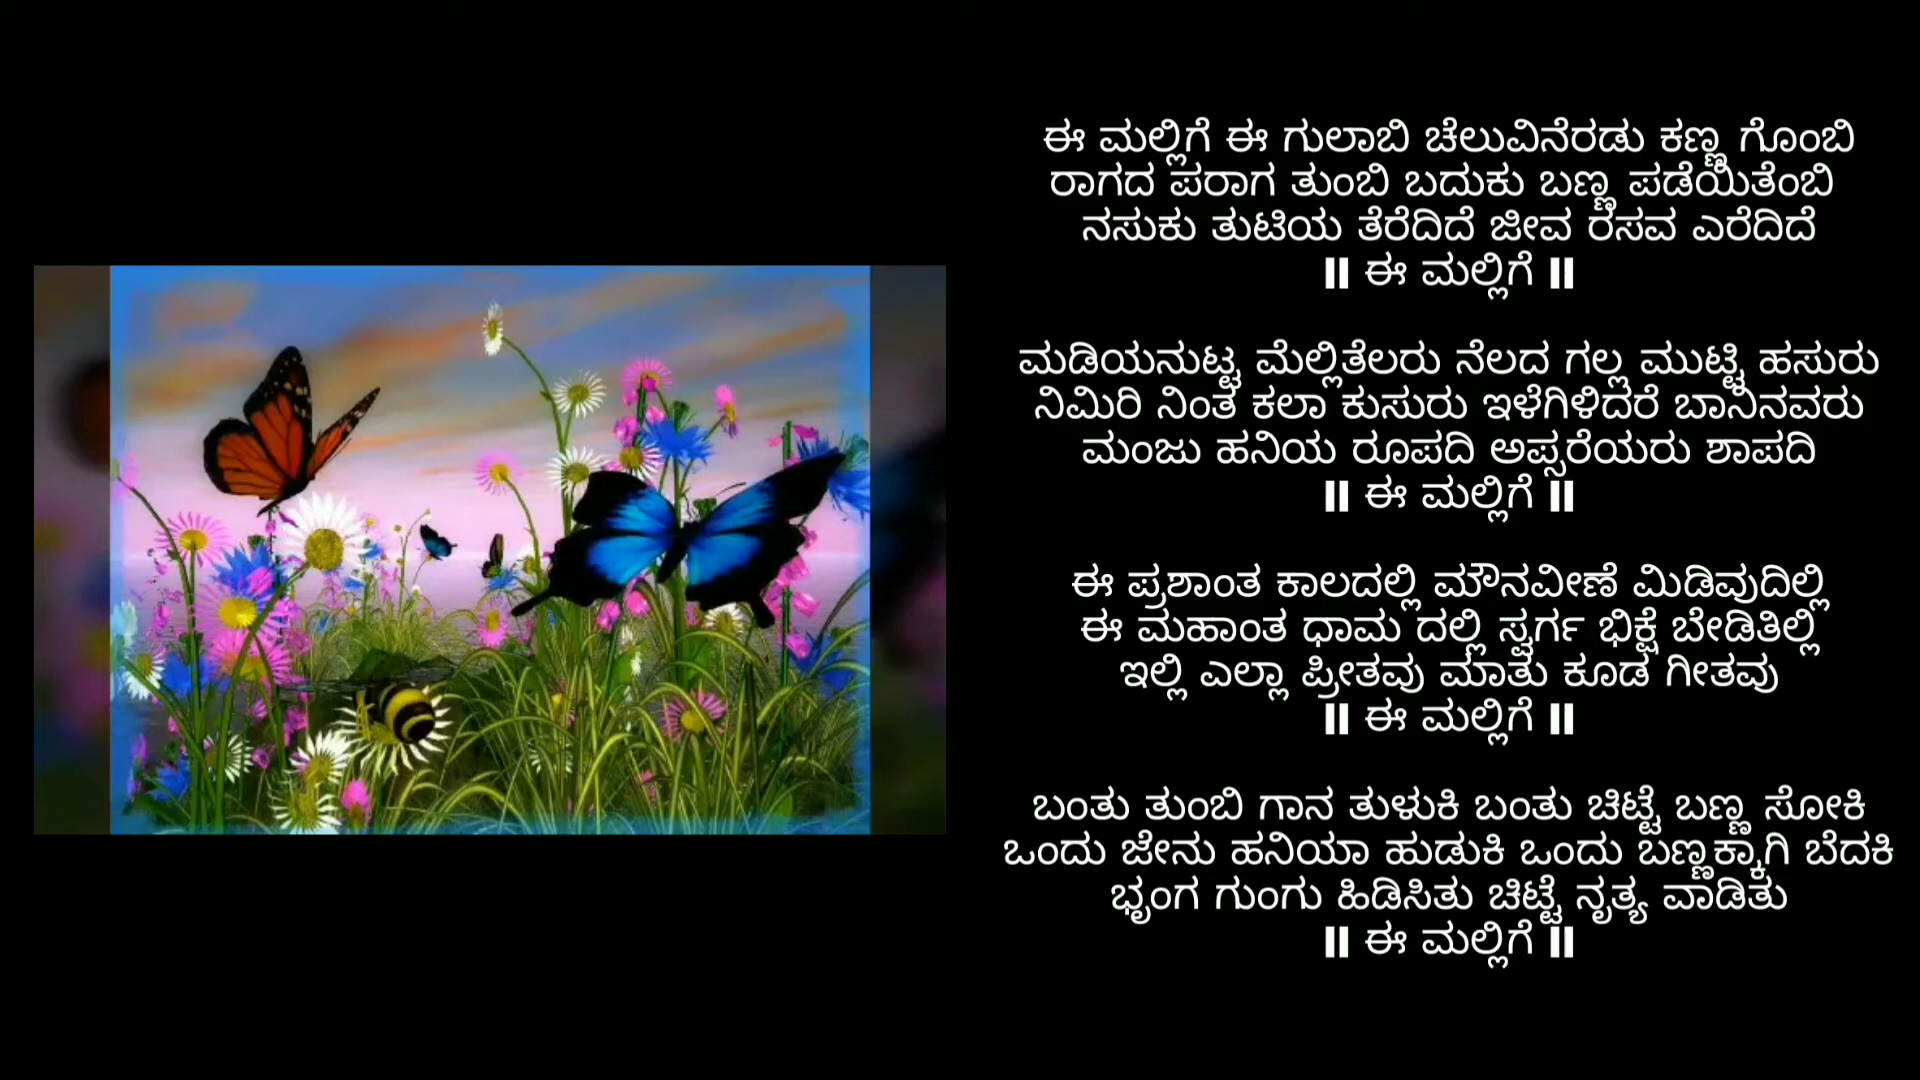 ಈ ಮಲ್ಲಿಗೆ ಈ ಗುಲಾಬಿ ಚೆಲುವಿನೆರಡು ಕಣ್ಣ ಗೊಂಬಿ
ರಾಗದ ಪರಾಗ ತುಂಬಿ ಬದುಕು ಬಣ್ಣ ಪಡೆಯಿತೆಂಬಿ
ನಸುಕು ತುಟಿಯ ತೆರೆದಿದೆ ಜೀವ ರಸವ ಎರೆದಿದೆ
॥ ಈ ಮಲ್ಲಿಗೆ ॥
ಮಡಿಯನುಟ್ಟ ಮೆಲ್ಲಿತೆಲರು ನೆಲದ ಗಲ್ಲ ಮುಟ್ಟಿ ಹಸುರು
ನಿಮಿರಿ ನಿಂತ ಕಲಾ ಕುಸುರು ಇಳೆಗಿಳಿದರೆ ಬಾನಿನವರು
ಮಂಜು ಹನಿಯ ರೂಪದಿ ಅಪ್ಸರೆಯರು ಶಾಪದಿ
॥ ಈ ಮಲ್ಲಿಗೆ ॥
ಈ ಪ್ರಶಾಂತ ಕಾಲದಲ್ಲಿ ಮೌನವೀಣೆ ಮಿಡಿವುದಿಲ್ಲಿ
ಈ ಮಹಾಂತ ಧಾಮ ದಲ್ಲಿ ಸ್ವರ್ಗ ಭಿಕ್ಷೆ ಬೇಡಿತಿಲ್ಲಿ
ಇಲ್ಲಿ ಎಲ್ಲಾ ಪ್ರೀತವು ಮಾತು ಕೂಡ ಗೀತವು
॥ ಈ ಮಲ್ಲಿಗೆ ॥
ಬಂತು ತುಂಬಿ ಗಾನ ತುಳುಕಿ ಬಂತು ಚಿಟ್ಟೆ ಬಣ್ಣ ಸೋಕಿ
ಒಂದು ಜೇನು ಹನಿಯಾ ಹುಡುಕಿ ಒಂದು ಬಣ್ಣಕ್ಕಾಗಿ ಬೆದಕಿ
ಭೃಂಗ ಗುಂಗು ಹಿಡಿಸಿತು ಚಿಟ್ಟೆ ನೃತ್ಯ ವಾಡಿತು
॥ ಈ ಮಲ್ಲಿಗೆ ॥